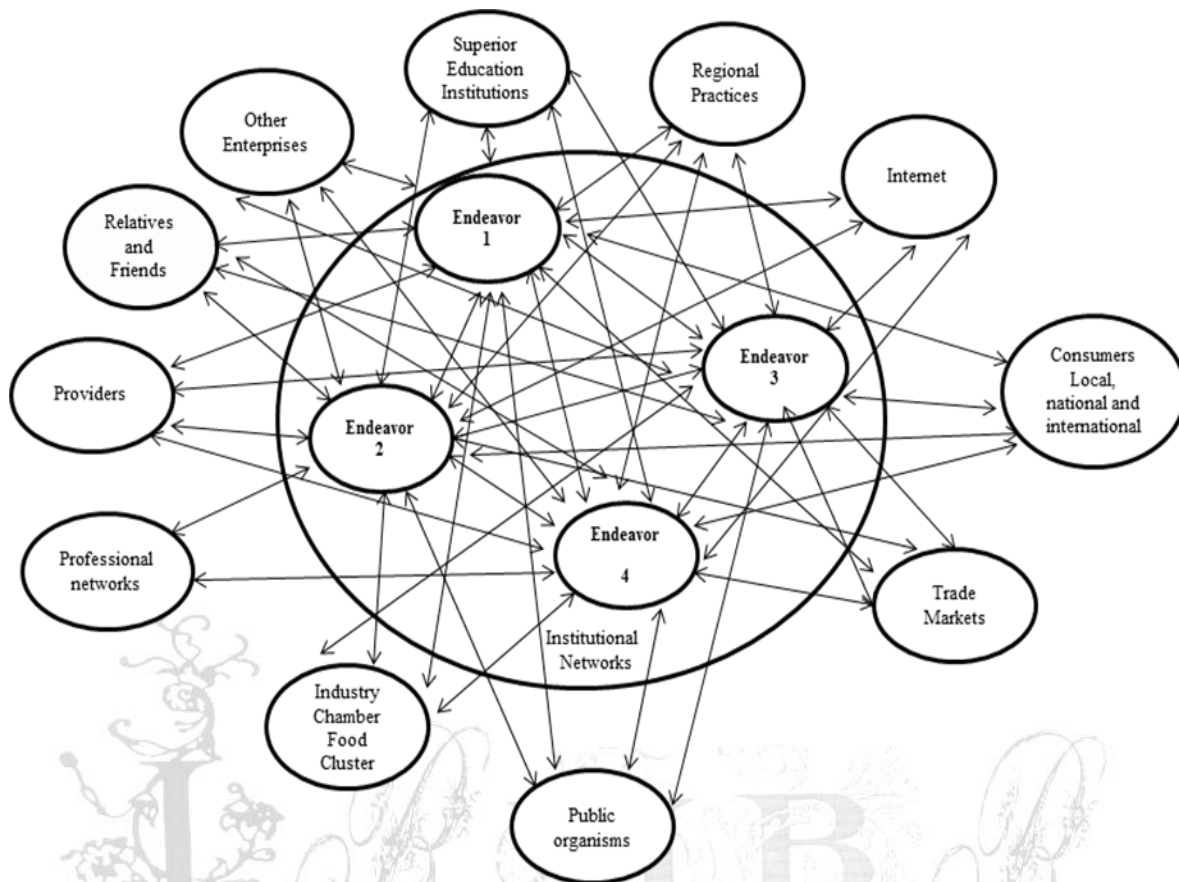 Superior
Education
Institutions
Regional
Practices
Other
Enterprises
Internet
Endeavor
1
Relatives
and
Friends
Endeavor
3
Consumers
Local,
national and
international
Providers
Endeavor
2
Endeavor
4
Professional
networks
Trade
Markets
Institutional
Networks
Industry
Chamber
Food
Cluster
Public
organisms